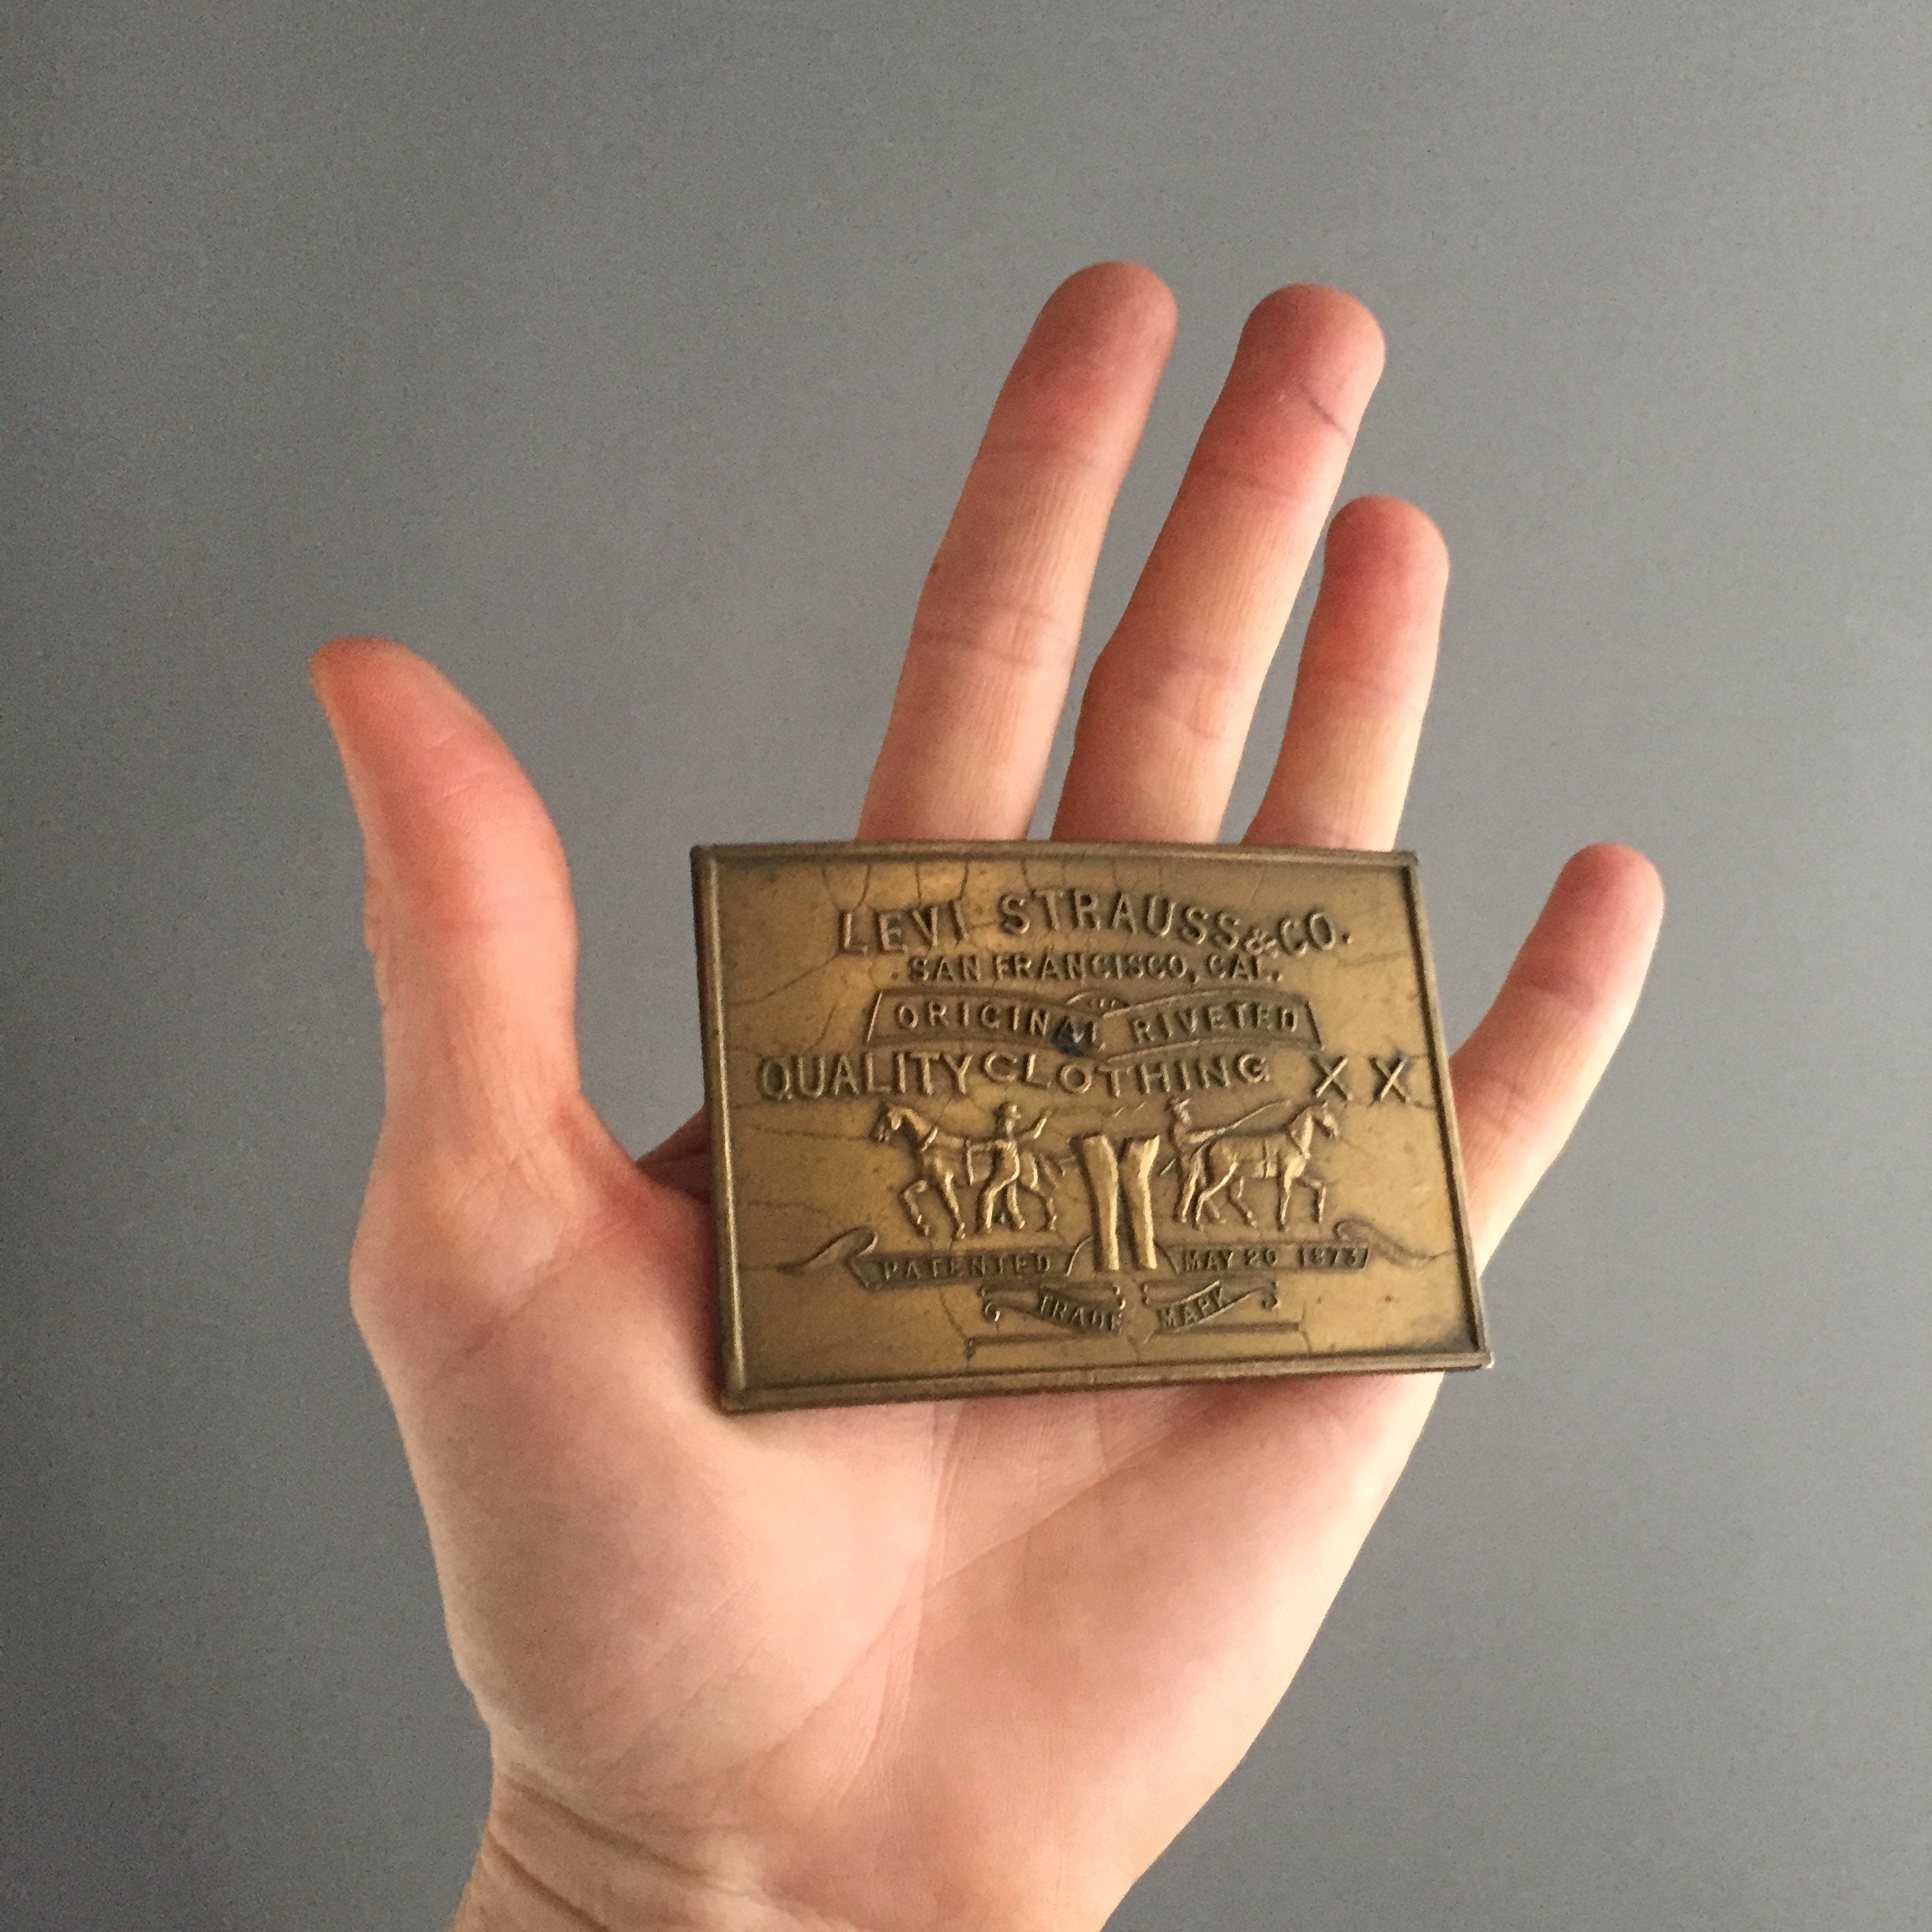 LEVI STRAUSS & CO.
SAN FRANCISCO, CAL.
ORIGINAL RIVETED
QUALITY CLOTHING XX
PATENTED MAY 20 1873
TRADE MARK